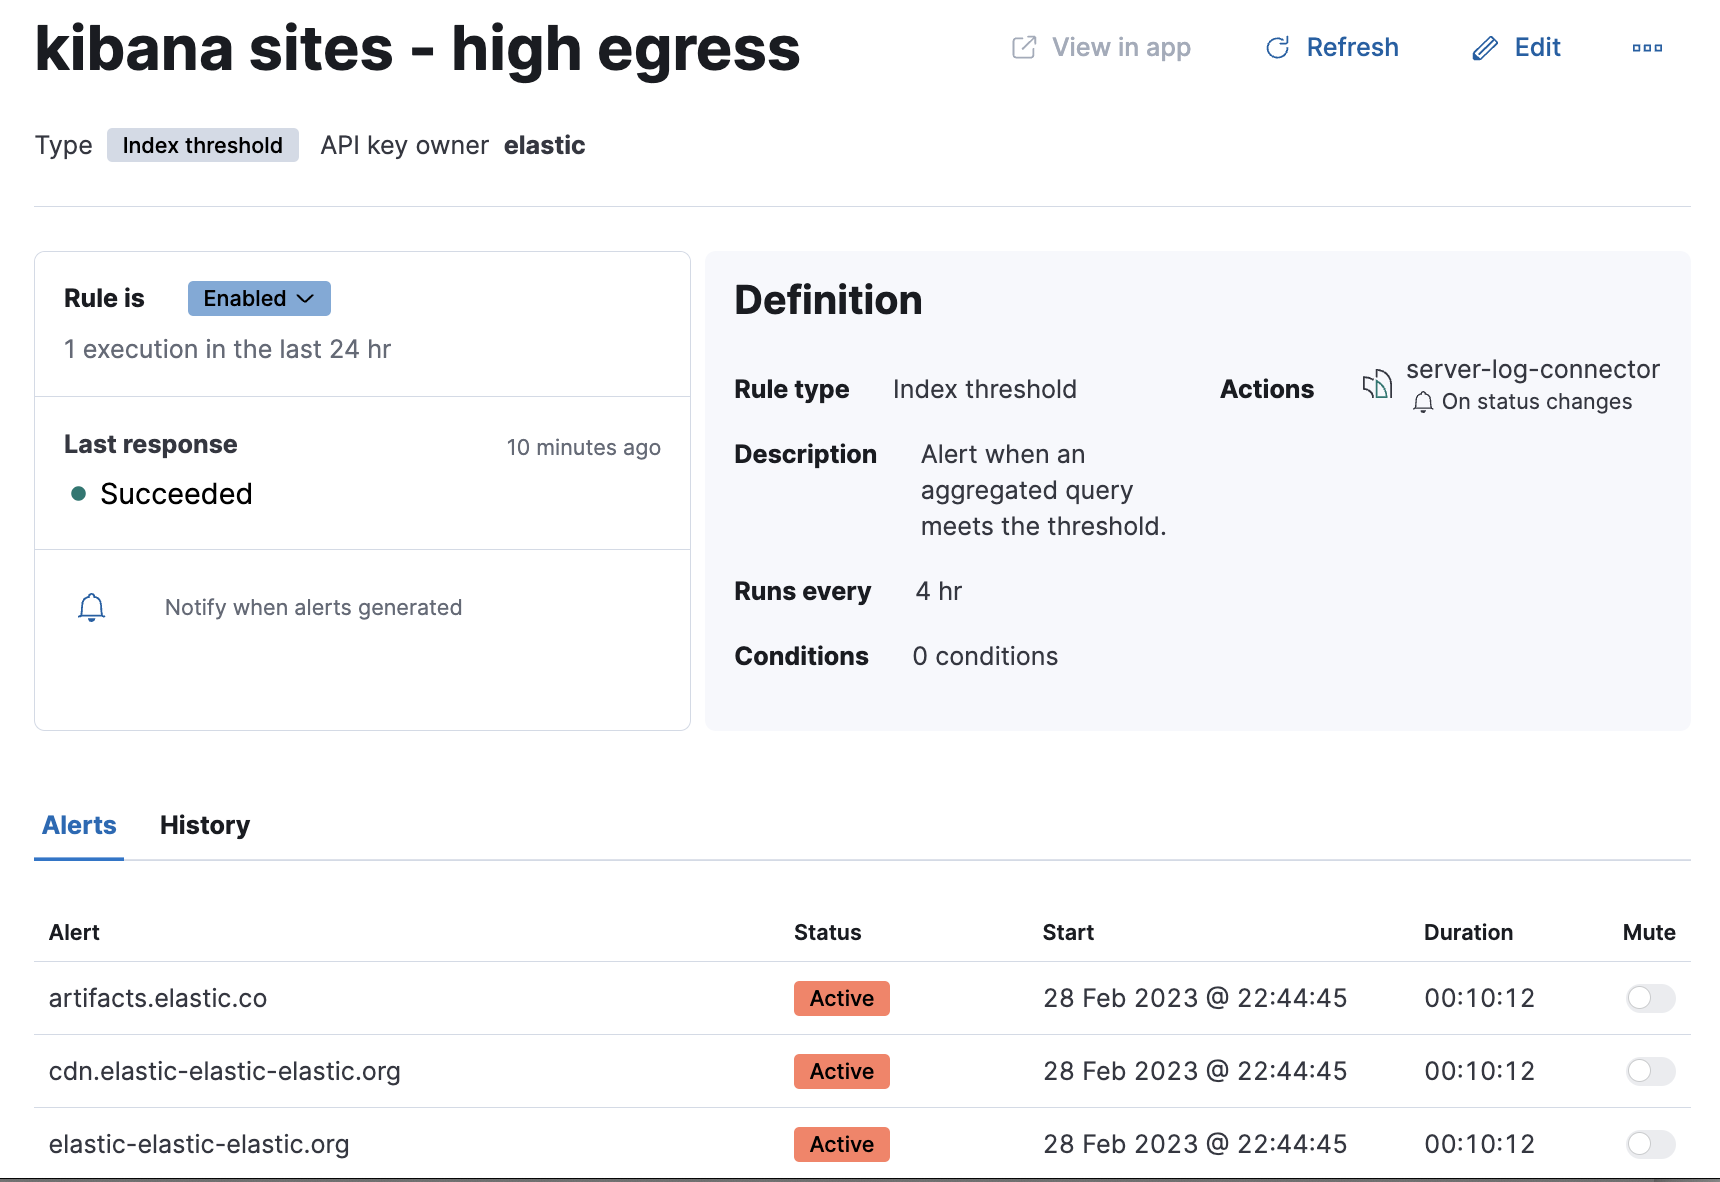 kibana sites - high egress
View in app Refresh Edit
Type Index threshold API key owner elastic
Rule is Enabled
1 execution in the last 24 hr
Last response 10 minutes ago
Succeeded
Notify when alerts generated
Definition
Rule type Index threshold
Actions server-log-connector
On status changes
Description Alert when an
aggregated query
meets the threshold.
Runs every 4 hr
Conditions 0 conditions
Alerts History
Alert Status Start Duration Mute
artifacts.elastic.co Active 28 Feb 2023 @ 22:44:45 00:10:12
cdn.elastic-elastic-elastic.org Active 28 Feb 2023 @ 22:44:45 00:10:12
elastic-elastic-elastic.org Active 28 Feb 2023 @ 22:44:45 00:10:12